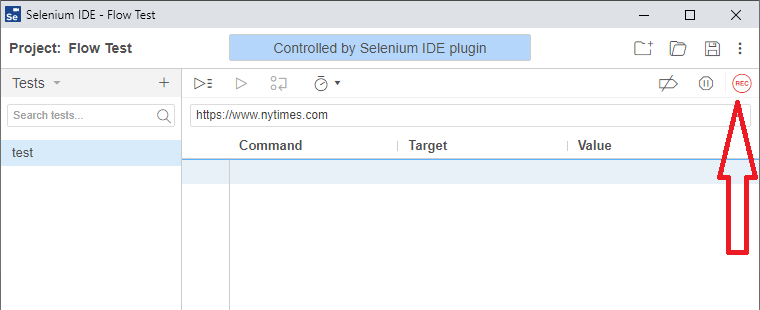 Se
Selenium IDE - Flow Test
Project: Flow Test
Controlled by Selenium IDE plugin
Tests
REC
Search tests...
https://www.nytimes.com
Command
Target
Value
test